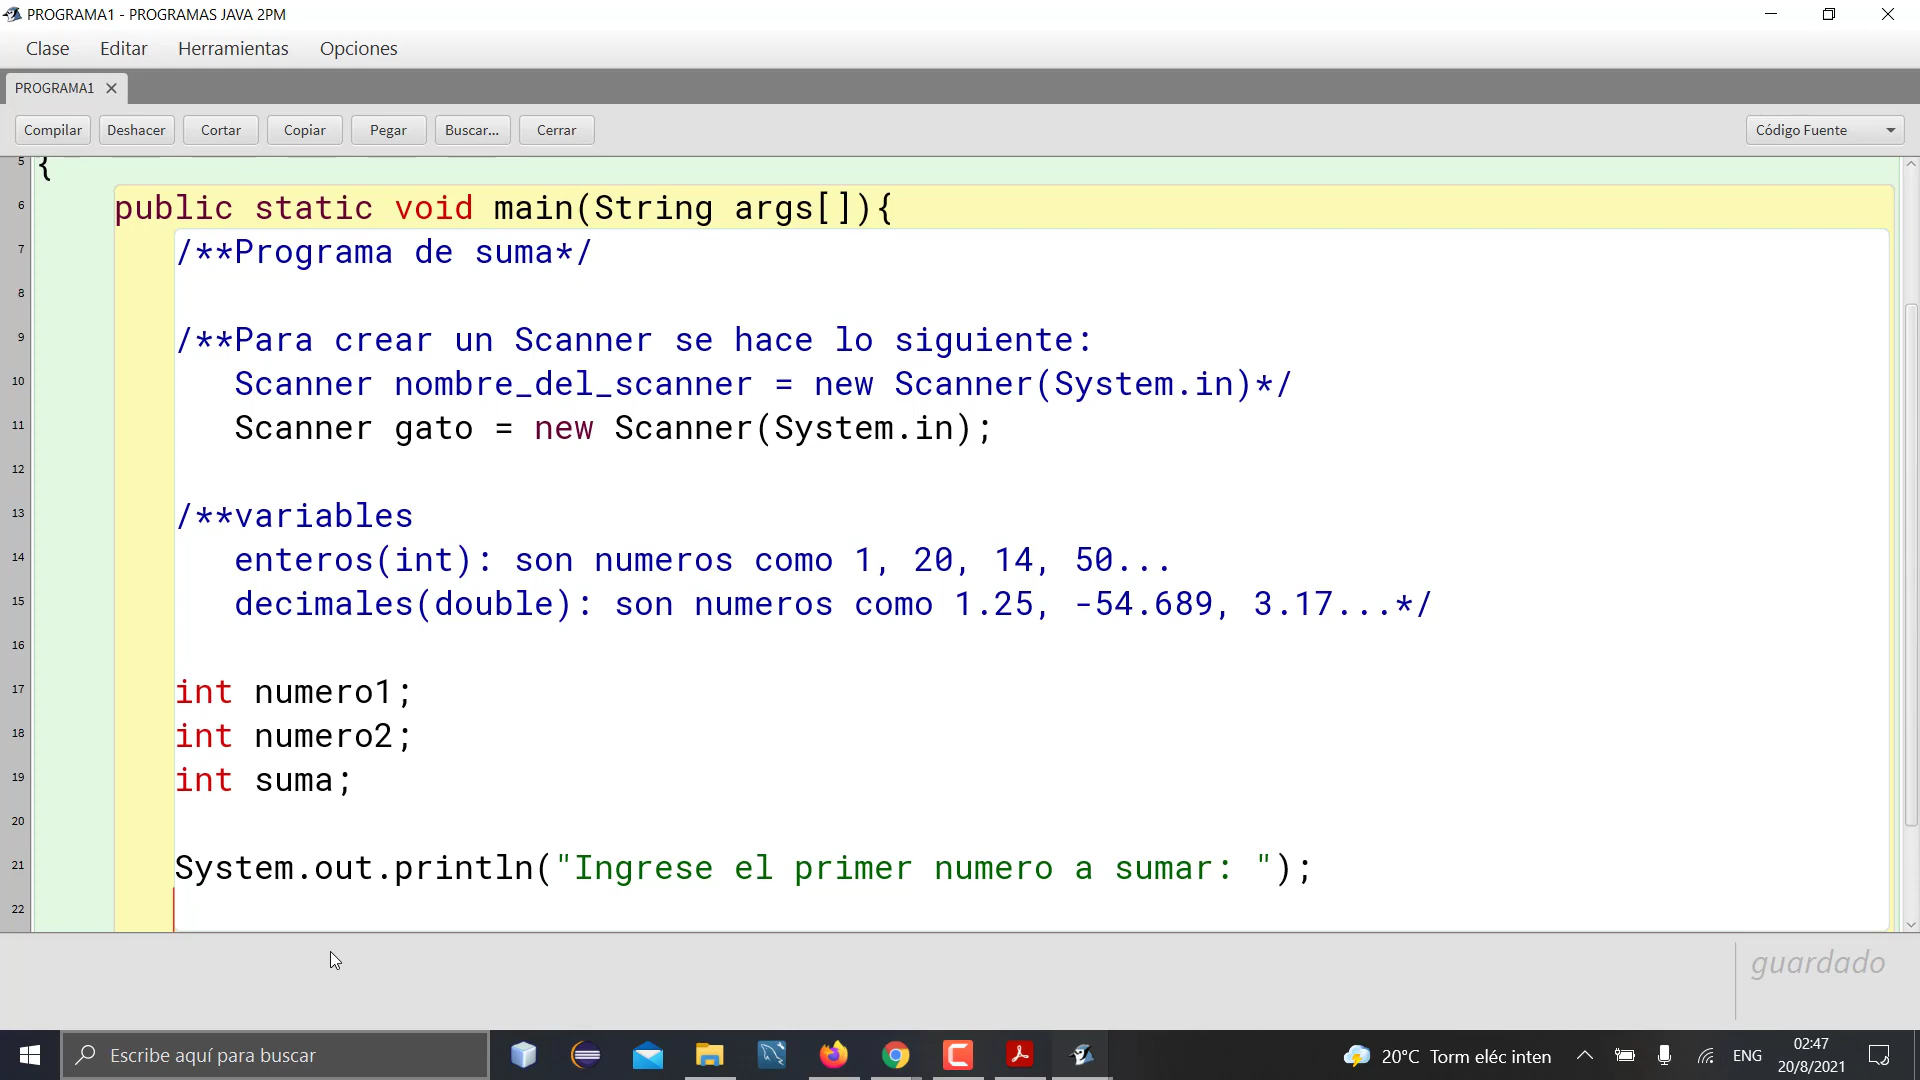 PROGRAMA1 - PROGRAMAS JAVA 2PM
Clase Editar Herramientas Opciones
PROGRAMA1
Compilar Deshacer Cortar Copiar Pegar Buscar... Cerrar Código Fuente
5 {
6 public static void main(String args[]){
7 /**Programa de suma*/
8
9 /**Para crear un Scanner se hace lo siguiente:
10 Scanner nombre_del_scanner = new Scanner(System.in)*/
11 Scanner gato = new Scanner(System.in);
12
13 /**variables
14 enteros(int): son numeros como 1, 20, 14, 50...
15 decimales(double): son numeros como 1.25, -54.689, 3.17...*/
16
17 int numero1;
18 int numero2;
19 int suma;
20
21 System.out.println("Ingrese el primer numero a sumar: ");
22
guardado
Escribe aquí para buscar
20°C Torm eléc inten
ENG
02:47
20/8/2021